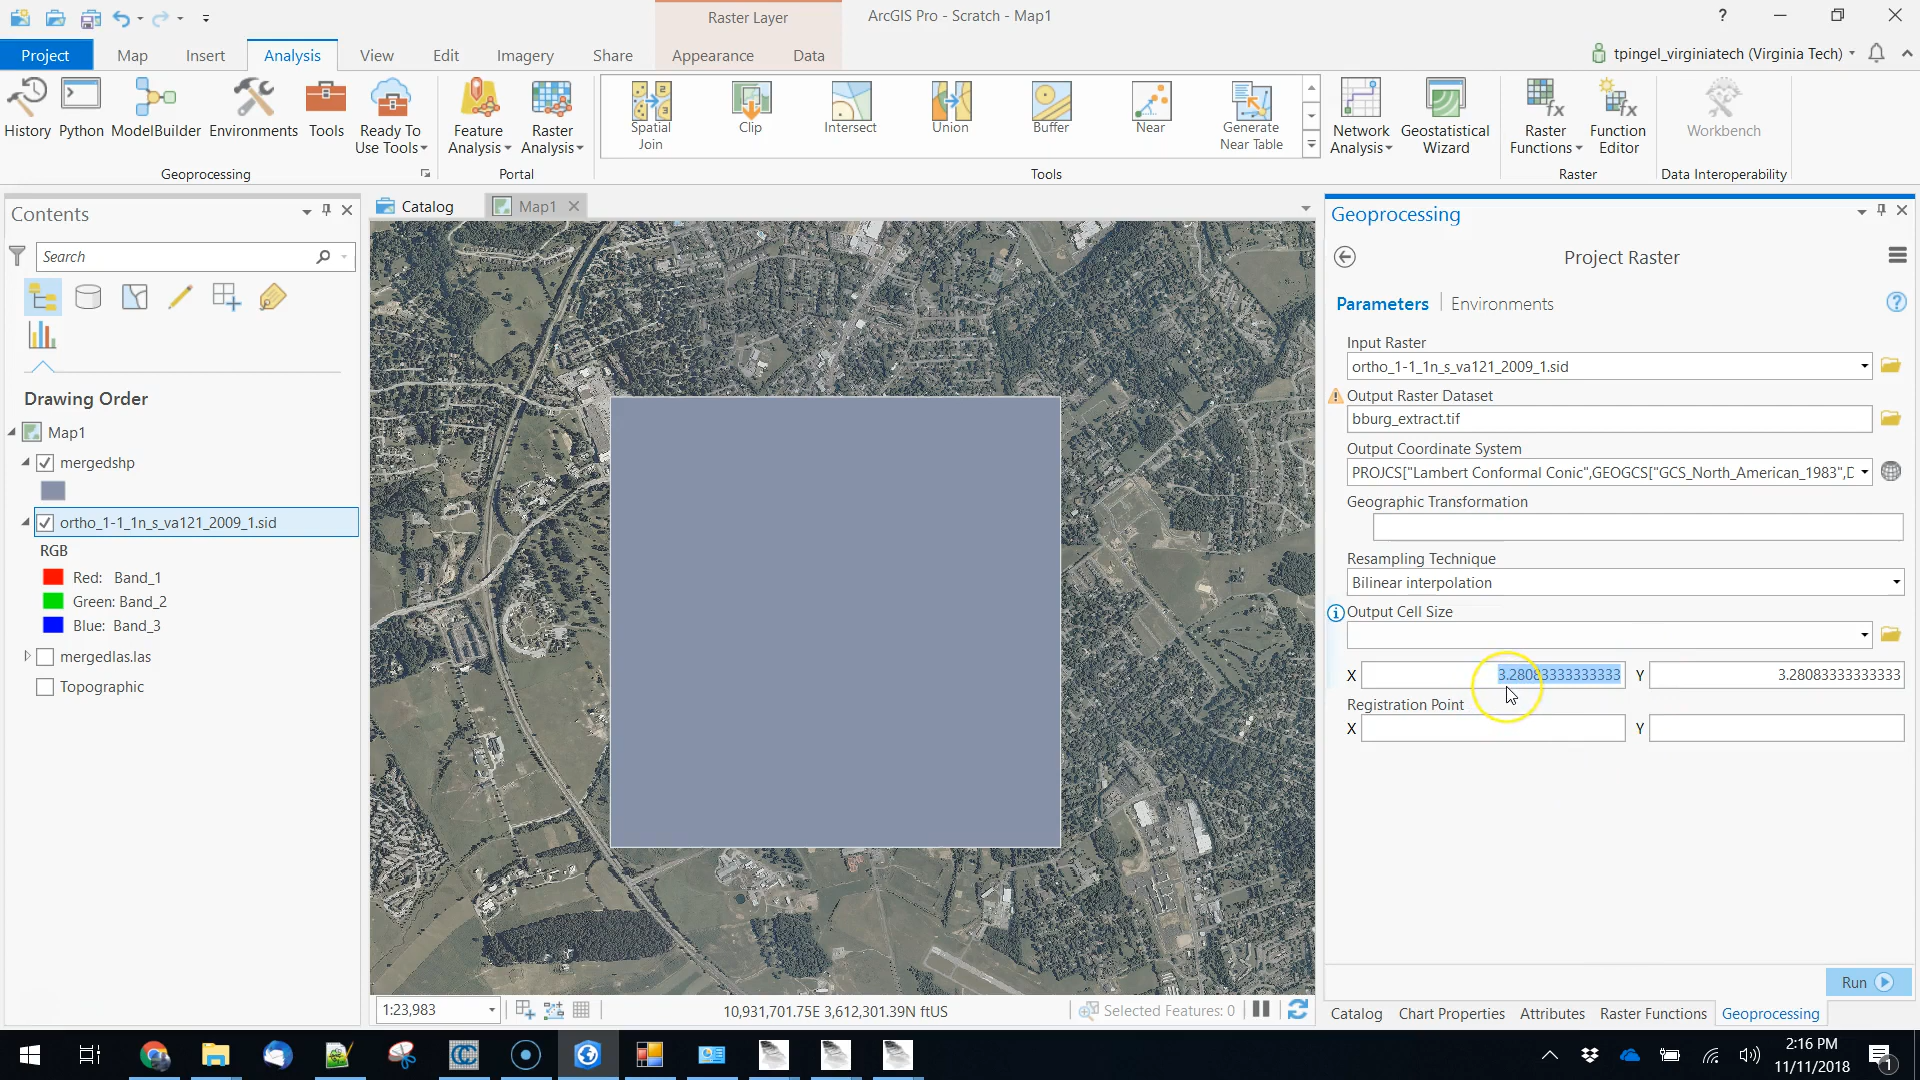 Raster Layer
ArcGIS Pro - Scratch - Map1
?
Project
Map
Insert
Analysis
View
Edit
Imagery
Share
Appearance
Data
tpingel_virginiatech (Virginia Tech)
History
Python
ModelBuilder
Environments
Tools
Ready To
Use Tools
Feature
Analysis
Raster
Analysis
Spatial
Join
Clip
Intersect
Union
Buffer
Near
Generate
Near Table
Network
Analysis
Geostatistical
Wizard
Raster
Functions
Function
Editor
Workbench
Geoprocessing
Portal
Tools
Raster
Data Interoperability
Contents
Search
Drawing Order
Map1
mergedshp
ortho_1-1_1n_s_va121_2009_1.sid
RGB
Red: Band_1
Green: Band_2
Blue: Band_3
mergedlas.las
Topographic
Catalog
Map1
1:23,983
10,931,701.75E 3,612,301.39N ftUS
Selected Features: 0
Geoprocessing
Project Raster
Parameters
Environments
?
Input Raster
ortho_1-1_1n_s_va121_2009_1.sid
Output Raster Dataset
bburg_extract.tif
Output Coordinate System
PROJCS["Lambert Conformal Conic",GEOGCS["GCS_North_American_1983",D
Geographic Transformation
Resampling Technique
Bilinear interpolation
Output Cell Size
X 3.28083333333333 Y 3.28083333333333
Registration Point
X Y
Run
Catalog
Chart Properties
Attributes
Raster Functions
Geoprocessing
2:16 PM
11/11/2018
1